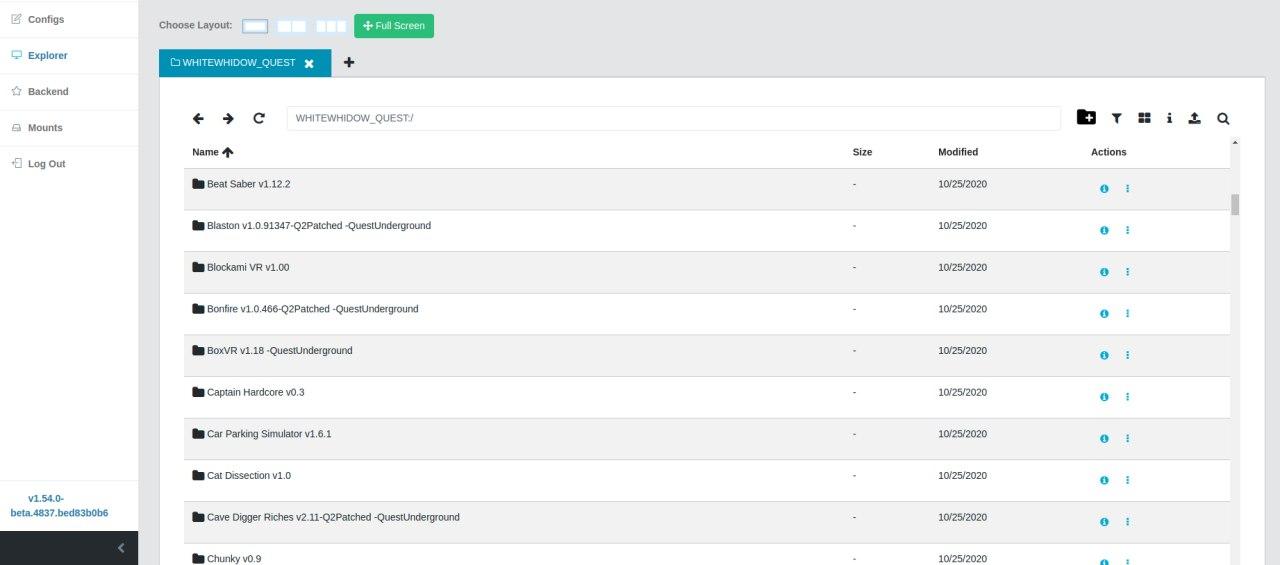 Configs
Explorer
Backend
Mounts
Log Out
v1.54.0-
beta.4837.bed83b0b6
Choose Layout:
Full Screen
WHITEWHIDOW_QUEST
WHITEWHIDOW_QUEST:/
Name Size Modified Actions
Beat Saber v1.12.2 - 10/25/2020
Blaston v1.0.91347-Q2Patched -QuestUnderground - 10/25/2020
Blockami VR v1.00 - 10/25/2020
Bonfire v1.0.466-Q2Patched -QuestUnderground - 10/25/2020
BoxVR v1.18 -QuestUnderground - 10/25/2020
Captain Hardcore v0.3 - 10/25/2020
Car Parking Simulator v1.6.1 - 10/25/2020
Cat Dissection v1.0 - 10/25/2020
Cave Digger Riches v2.11-Q2Patched -QuestUnderground - 10/25/2020
Chunky v0.9 - 10/25/2020